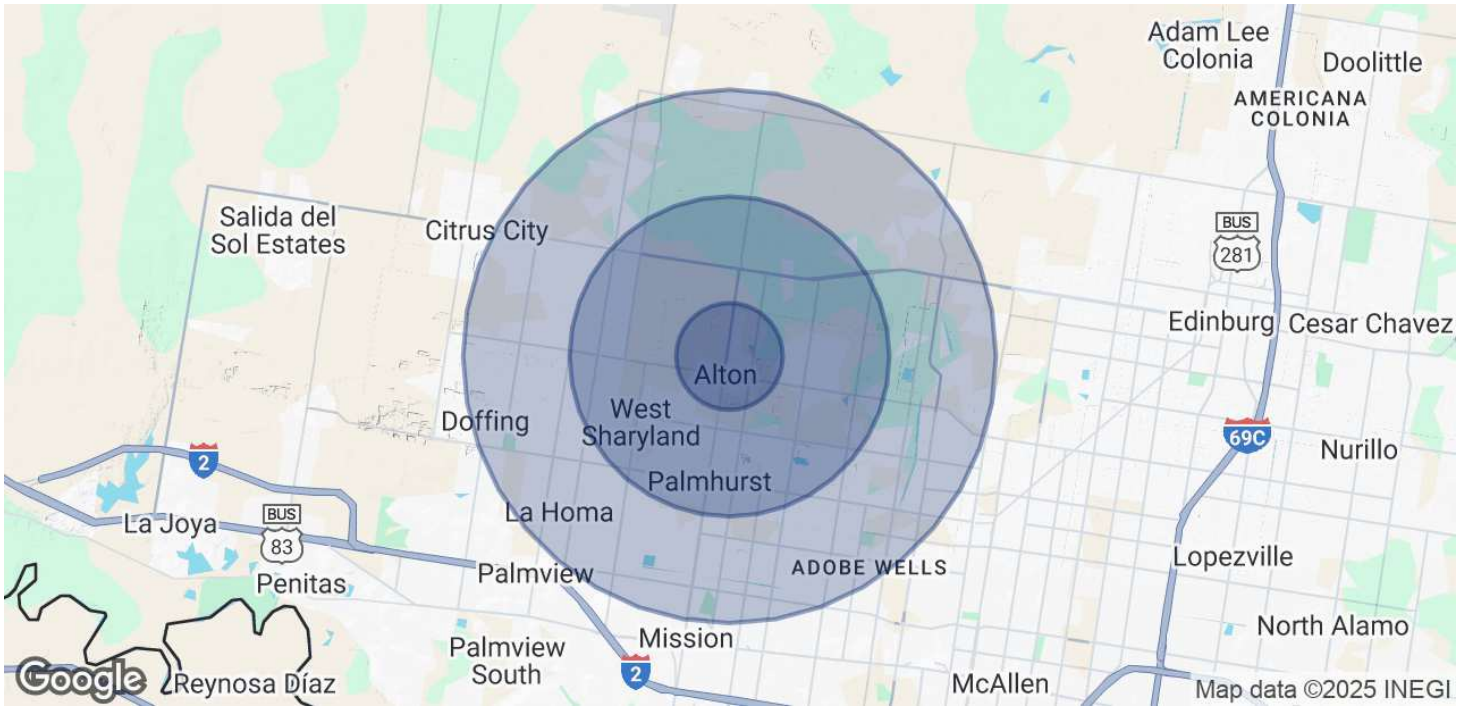 Adam Lee
Colonia
Doolittle
AMERICANA
COLONIA
Salida del
Sol Estates
Citrus City
BUS
281
Edinburg
Cesar Chavez
Alton
West
Sharyland
Doffing
69C
Nurillo
2
Palmhurst
La Homa
La Joya
BUS
83
Penitas
Palmview
ADOBE WELLS
Lopezville
Mission
North Alamo
Palmview
South
2
Google
Reynosa Díaz
McAllen
Map data ©2025 INEGI